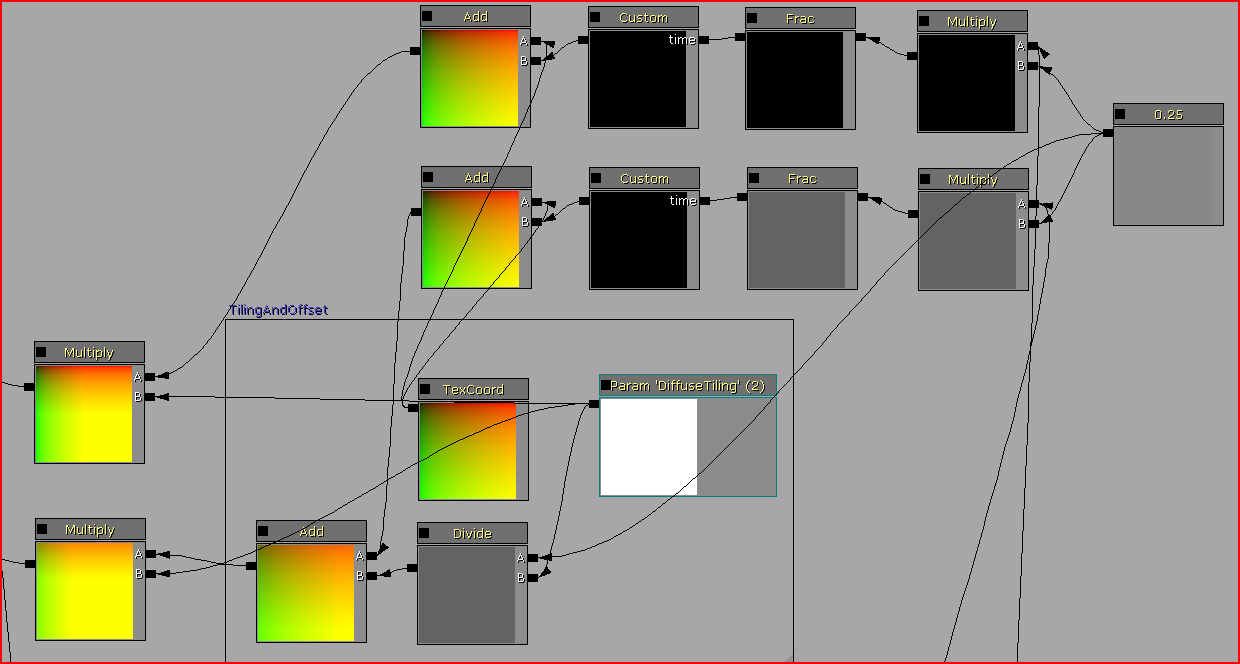 Add
A
B
Custom
time
Frac
Multiply
A
B
0.25
Add
A
B
Custom
time
Frac
Multiply
A
B
TilingAndOffset
Multiply
A
B
TexCoord
Param 'DiffuseTiling' (2)
Multiply
A
B
Add
A
B
Divide
A
B